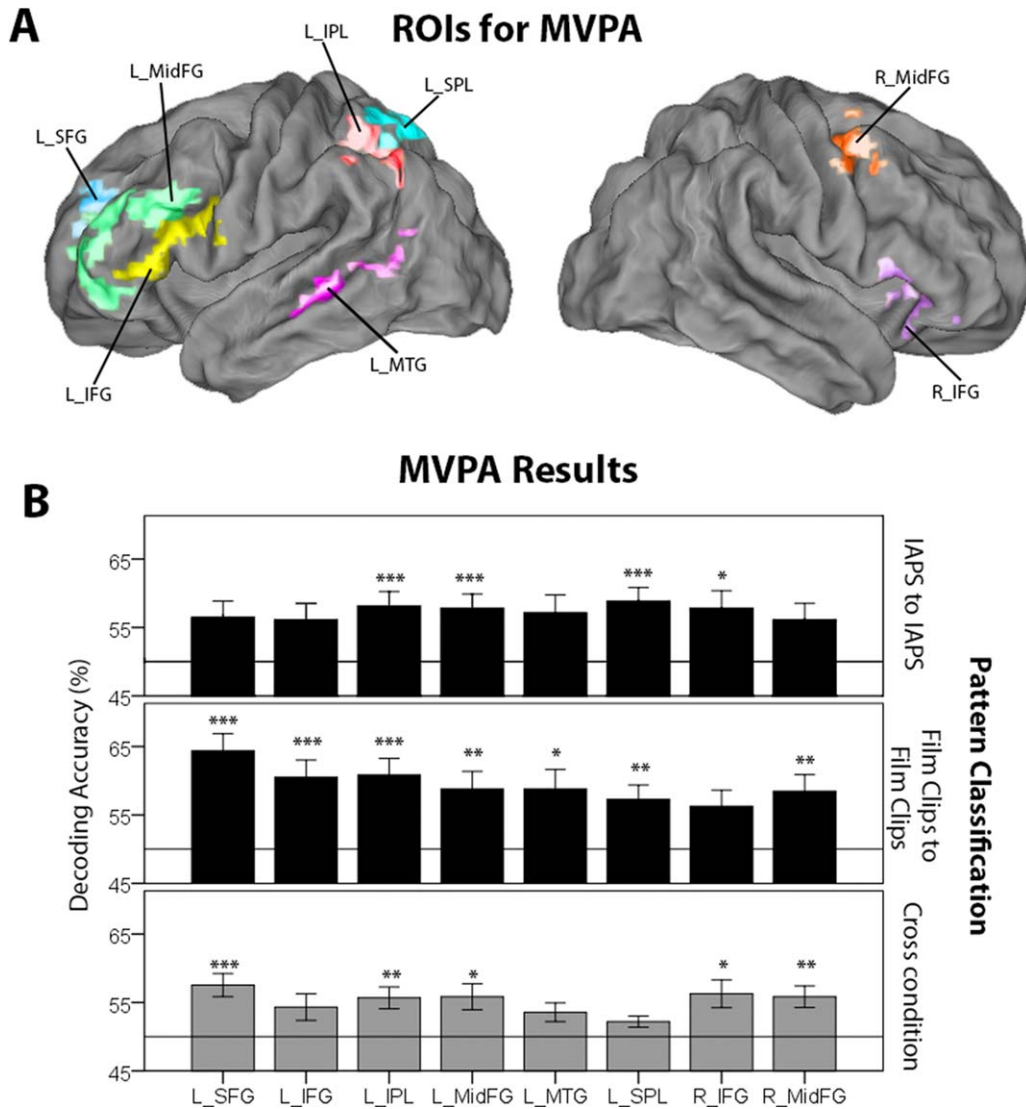 A
ROIs for MVPA
L_IPL
L_MidFG
L_SPL
L_SFG
R_MidFG
L_MTG
L_IFG
R_IFG
MVPA Results
B
65
55
45
*** *** *** *
IAPS to IAPS
65
55
45
*** *** *** ** * ** **
Film Clips to
Film Clips
65
55
45
*** ** * * **
Cross condition
Decoding Accuracy (%)
Pattern Classification
L_SFG L_IFG L_IPL L_MidFG L_MTG L_SPL R_IFG R_MidFG